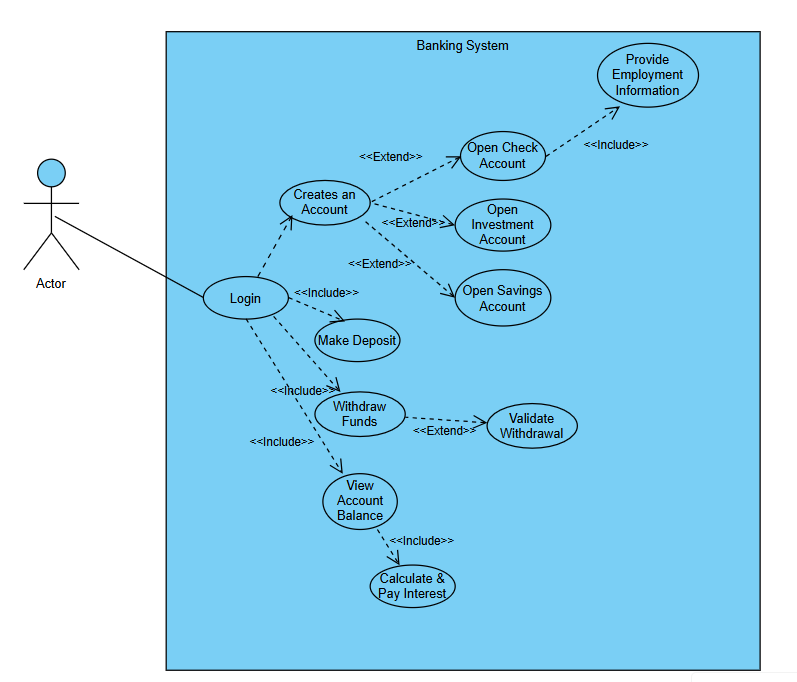 Banking System
Provide
Employment
Information
<<Extend>>
Open Check
Account
<<Include>>
Creates an
Account
<<Extend>>
Open
Investment
Account
<<Extend>>
Open Savings
Account
Actor
Login
<<Include>>
Make Deposit
<<Include>>
Withdraw
Funds
<<Extend>>
Validate
Withdrawal
<<Include>>
View
Account
Balance
<<Include>>
Calculate &
Pay Interest